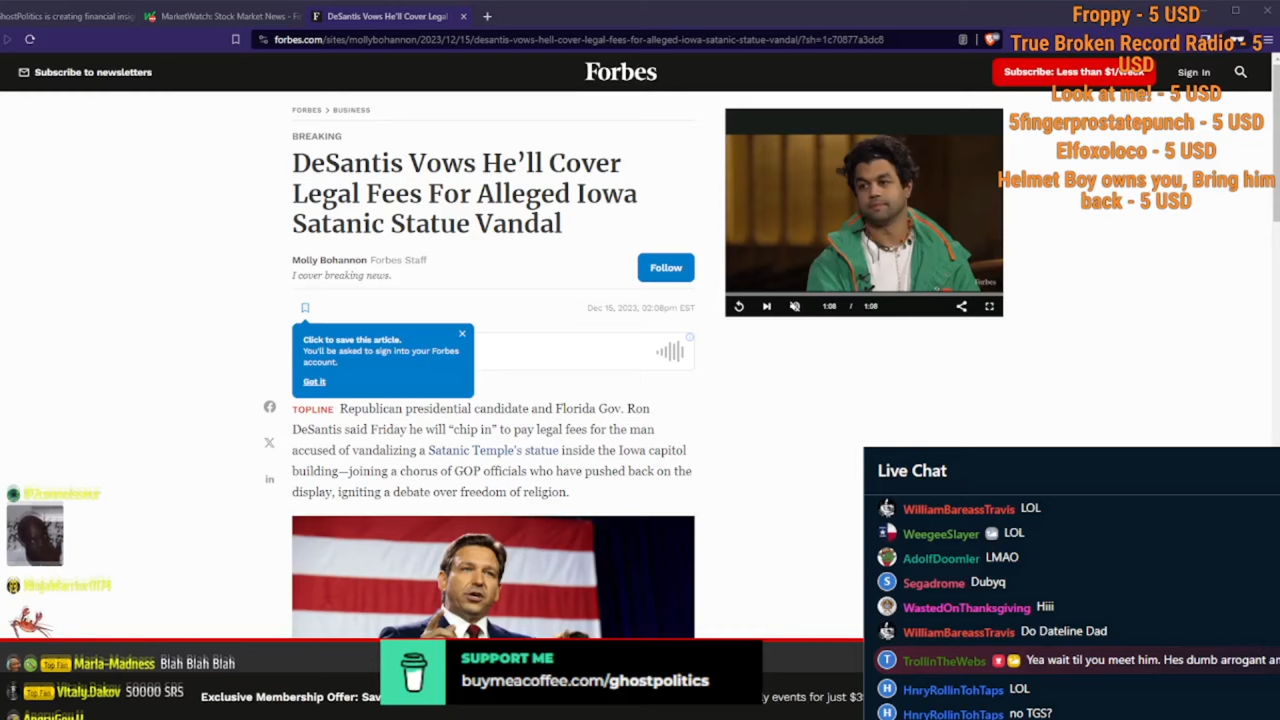 hostPolitics is creating financial insig
MarketWatch: Stock Market News - Fi
DeSantis Vows He'll Cover Legal
forbes.com/sites/mollybohannon/2023/12/15/desantis-vows-hell-cover-legal-fees-for-alleged-iowa-satanic-statue-vandal/?sh=1c70877a3dc8
Froppy - 5 USD
True Broken Record Radio - 5
USD
Look at me! - 5 USD
5fingerprostatepunch - 5 USD
Elfoxoloco - 5 USD
Helmet Boy owns you, Bring him
back - 5 USD
Subscribe to newsletters
Forbes
Subscribe: Less than $1/week
Sign In
FORBES > BUSINESS
BREAKING
DeSantis Vows He'll Cover
Legal Fees For Alleged Iowa
Satanic Statue Vandal
Molly Bohannon Forbes Staff
I cover breaking news.
Follow
Dec 15, 2023, 02:08pm EST
Forbes
1:08 / 1:08
Click to save this article.
You'll be asked to sign into your Forbes
account.
Got it
TOPLINE Republican presidential candidate and Florida Gov. Ron
DeSantis said Friday he will “chip in” to pay legal fees for the man
accused of vandalizing a Satanic Temple's statue inside the Iowa capitol
building—joining a chorus of GOP officials who have pushed back on the
display, igniting a debate over freedom of religion.
Live Chat
WilliamBareassTravis LOL
WeegeeSlayer LOL
AdolfDoomler LMAO
Segadrome Dubyq
WastedOnThanksgiving Hiii
WilliamBareassTravis Do Dateline Dad
TrollinTheWebs Yea wait til you meet him. Hes dumb arrogant an
HnryRollinTohTaps LOL
HnryRollinTohTaps no TGS?
Top Fan Marla-Madness Blah Blah Blah
Top Fan Vitaly.Dakov 50000 SRS
AngryGoy II
Exclusive Membership Offer: Sav
y events for just $3
SUPPORT ME
buymeacoffee.com/ghostpolitics